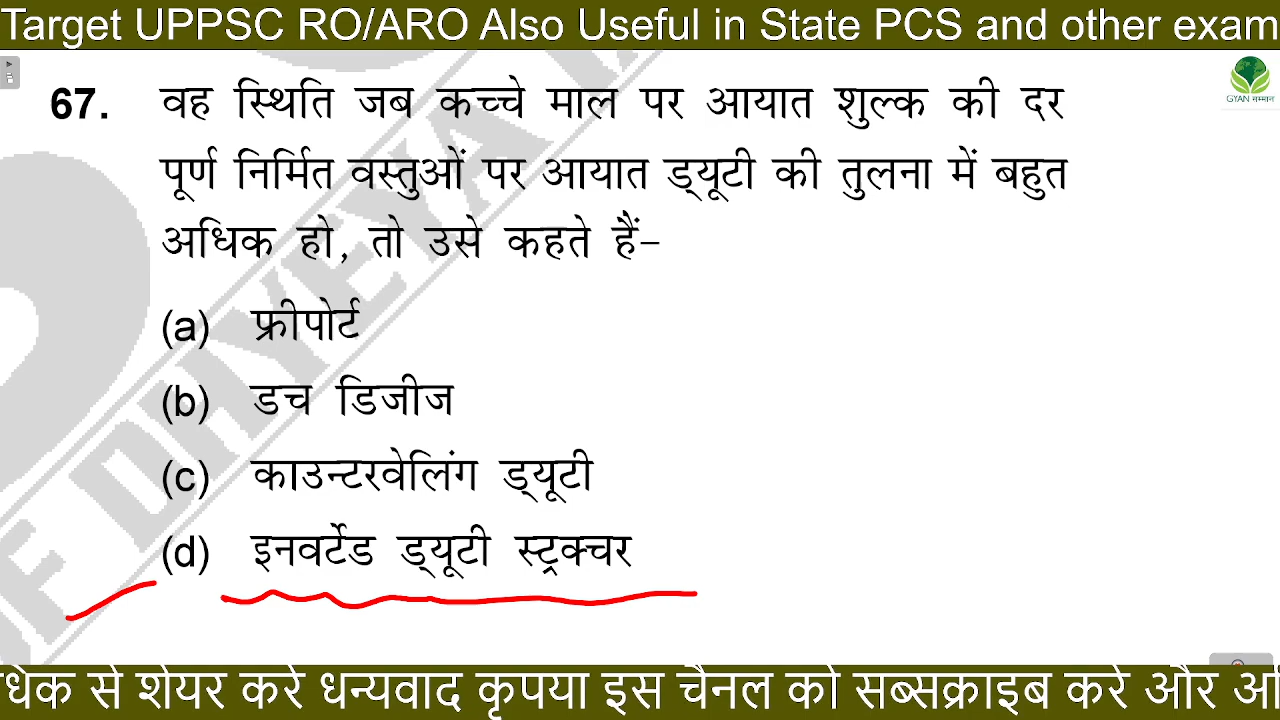 Target UPPSC RO/ARO Also Useful in State PCS and other exam
GYAN सम्मान
67. वह स्थिति जब कच्चे माल पर आयात शुल्क की दर
पूर्ण निर्मित वस्तुओं पर आयात ड्यूटी की तुलना में बहुत
अधिक हो, तो उसे कहते हैं–
(a) फ्रीपोर्ट
(b) डच डिजीज
(c) काउन्टरवेलिंग ड्यूटी
(d) इनवर्टेड ड्यूटी स्ट्रक्चर
धिक से शेयर करे धन्यवाद कृपया इस चैनल को सब्सक्राइब करे और अ